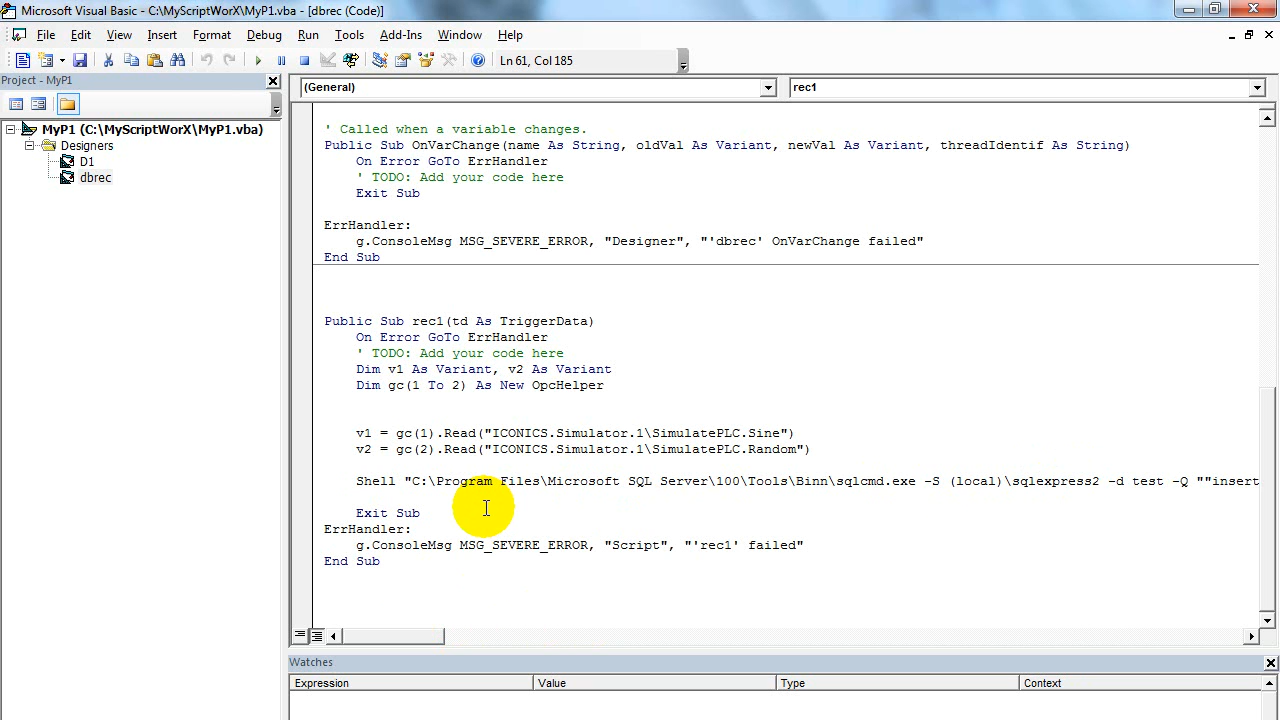 Microsoft Visual Basic - C:\MyScriptWorX\MyP1.vba - [dbrec (Code)]
File Edit View Insert Format Debug Run Tools Add-Ins Window Help
Ln 61, Col 185
Project - MyP1
(General) rec1
MyP1 (C:\MyScriptWorX\MyP1.vba)
Designers
D1
dbrec
' Called when a variable changes.
Public Sub OnVarChange(name As String, oldVal As Variant, newVal As Variant, threadIdentif As String)
On Error GoTo ErrHandler
' TODO: Add your code here
Exit Sub
ErrHandler:
g.ConsoleMsg MSG_SEVERE_ERROR, "Designer", "'dbrec' OnVarChange failed"
End Sub
Public Sub rec1(td As TriggerData)
On Error GoTo ErrHandler
' TODO: Add your code here
Dim v1 As Variant, v2 As Variant
Dim gc(1 To 2) As New OpcHelper
v1 = gc(1).Read("ICONICS.Simulator.1\SimulatePLC.Sine")
v2 = gc(2).Read("ICONICS.Simulator.1\SimulatePLC.Random")
Shell "C:\Program Files\Microsoft SQL Server\100\Tools\Binn\sqlcmd.exe -S (local)\sqlexpress2 -d test -Q ""insert
Exit Sub
ErrHandler:
g.ConsoleMsg MSG_SEVERE_ERROR, "Script", "'rec1' failed"
End Sub
Watches
Expression Value Type Context